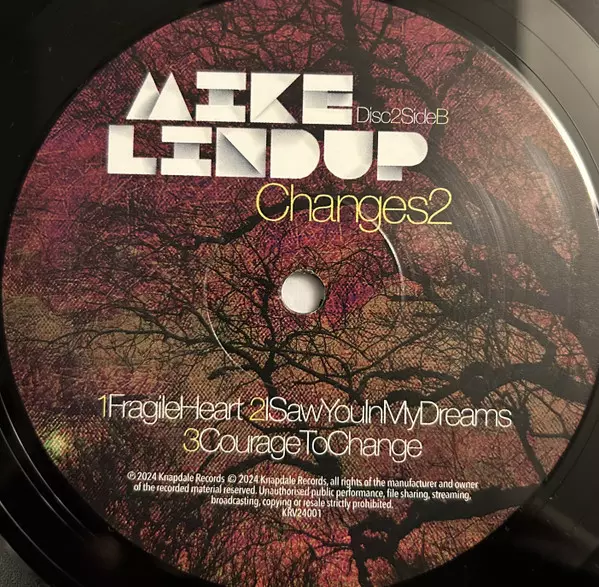 MIKE
Disc2SideB
LINDUP
Changes2
1FragileHeart 2ISawYouInMyDreams
3CourageToChange
℗ 2024 Knapdale Records © 2024 Knapdale Records, all rights of the manufacturer and owner
of the recorded material reserved. Unauthorised public performance, file sharing, streaming,
broadcasting, copying or resale strictly prohibited.
KRV24001